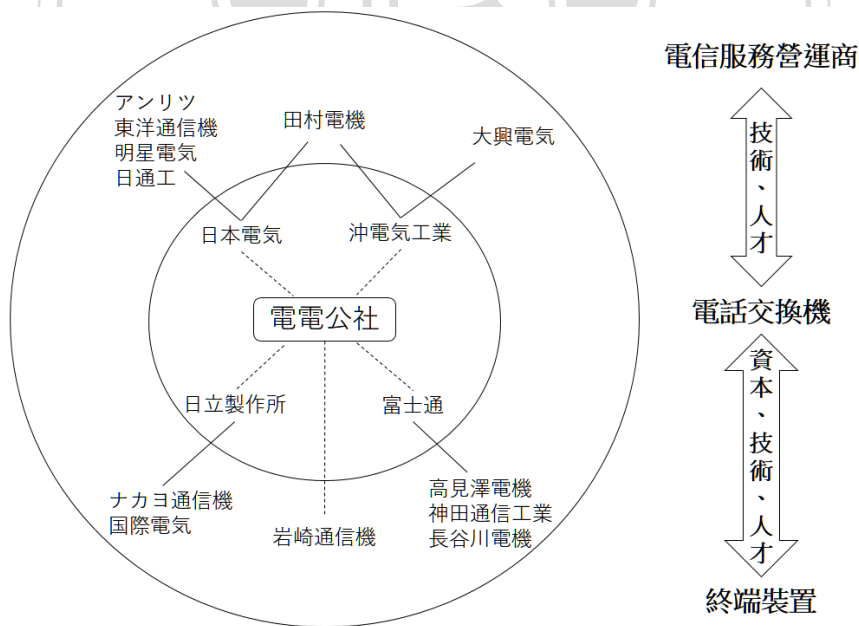 アンリツ
東洋通信機
明星電気
日通工
田村電機
大興電気
日本電気
沖電気工業
電電公社
日立製作所
富士通
ナカヨ通信機
国際電気
岩崎通信機
高見澤電機
神田通信工業
長谷川電機
電信服務營運商
技術、人才
電話交換機
資本、技術、人才
終端裝置